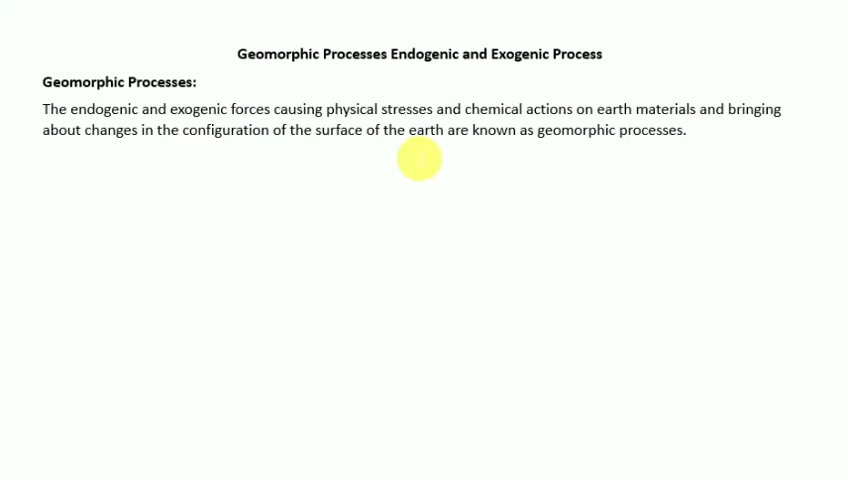 Geomorphic Processes Endogenic and Exogenic Process
Geomorphic Processes:
The endogenic and exogenic forces causing physical stresses and chemical actions on earth materials and bringing
about changes in the configuration of the surface of the earth are known as geomorphic processes.